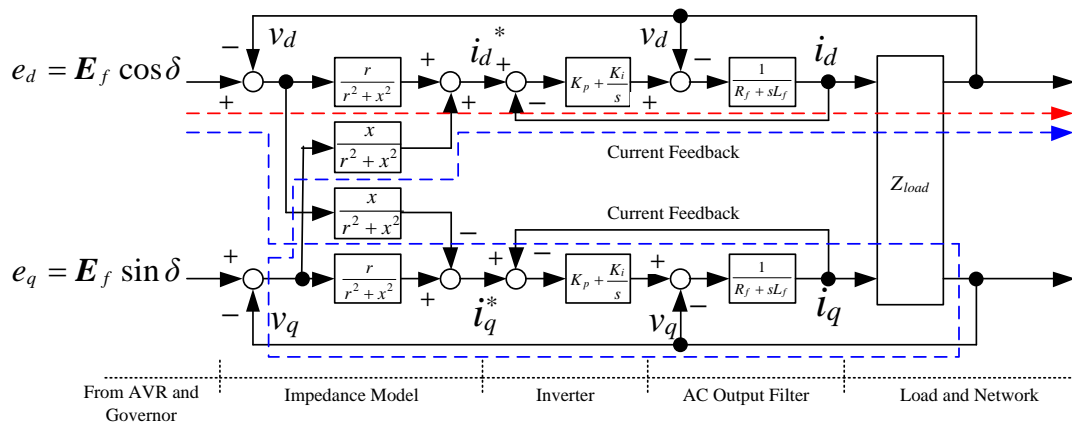 v_d
v_d
i_d^*
i_d
e_d = E_f cos δ
− + + + + − + −
r / (r^2 + x^2)
K_p + K_i / s
1 / (R_f + sL_f)
x / (r^2 + x^2)
Current Feedback
Z_load
x / (r^2 + x^2)
Current Feedback
e_q = E_f sin δ
+ − − + + − + −
r / (r^2 + x^2)
K_p + K_i / s
1 / (R_f + sL_f)
v_q
i_q^*
v_q
i_q
From AVR and
Governor
Impedance Model
Inverter
AC Output Filter
Load and Network